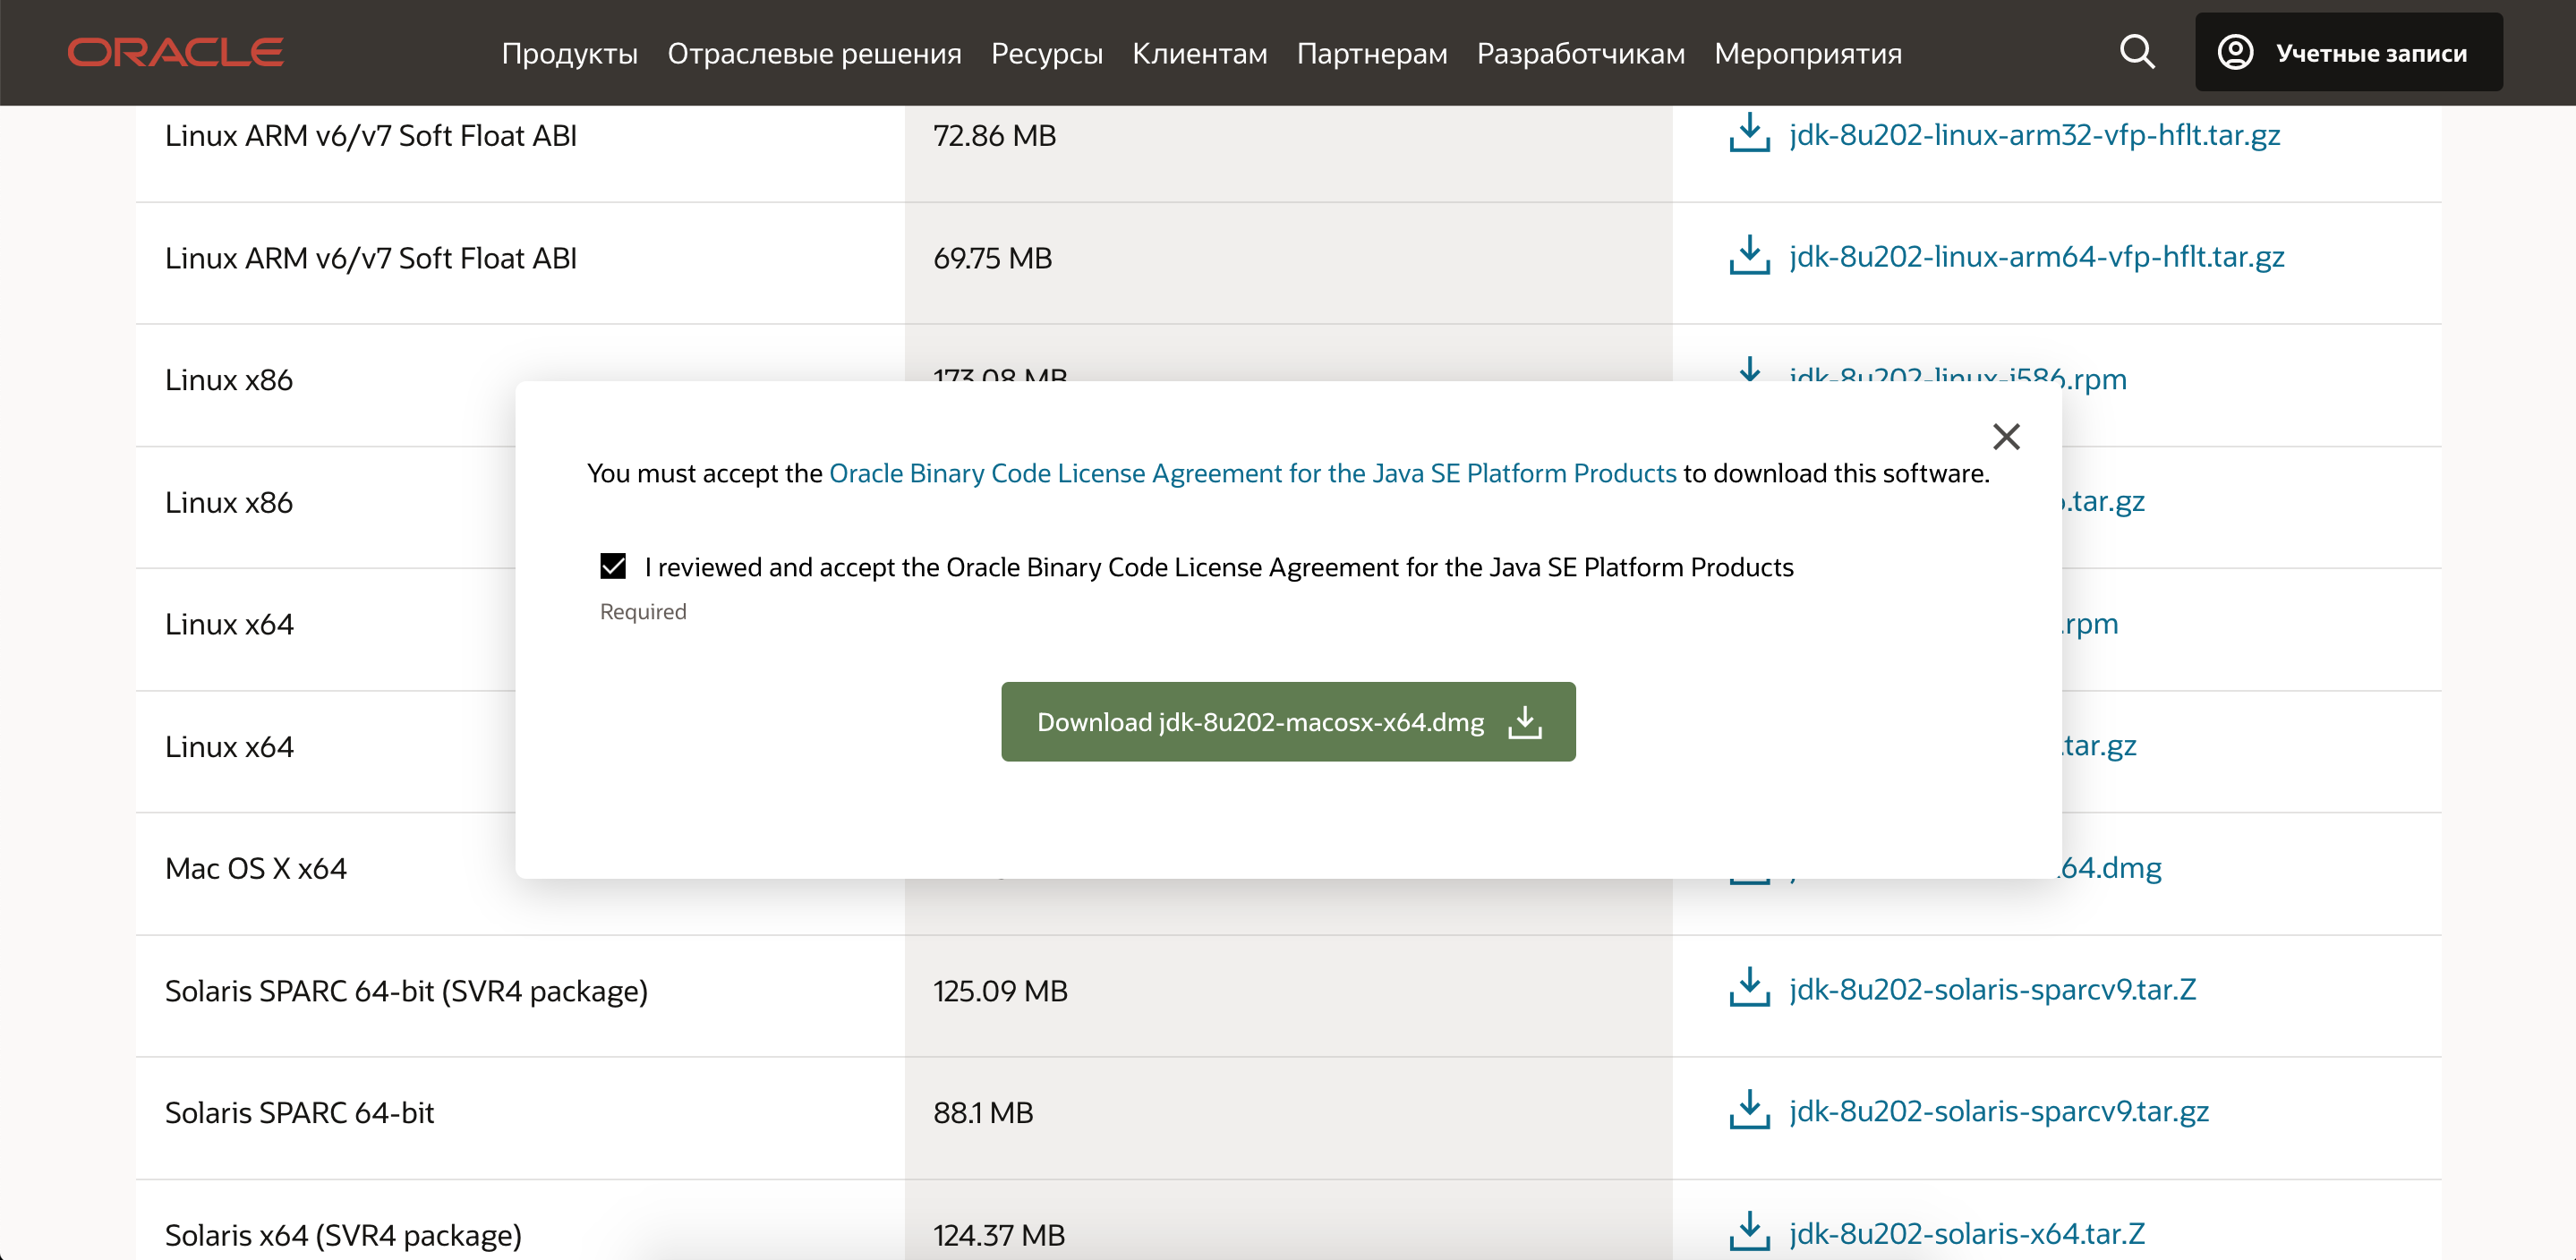 ORACLE Продукты Отраслевые решения Ресурсы Клиентам Партнерам Разработчикам Мероприятия Учетные записи
Linux ARM v6/v7 Soft Float ABI 72.86 MB jdk-8u202-linux-arm32-vfp-hflt.tar.gz
Linux ARM v6/v7 Soft Float ABI 69.75 MB jdk-8u202-linux-arm64-vfp-hflt.tar.gz
Linux x86 173.08 MB jdk-8u202-linux-i586.rpm
You must accept the Oracle Binary Code License Agreement for the Java SE Platform Products to download this software.
Linux x86 .tar.gz
I reviewed and accept the Oracle Binary Code License Agreement for the Java SE Platform Products
Required
Linux x64 .rpm
Download jdk-8u202-macosx-x64.dmg
Linux x64 .tar.gz
Mac OS X x64 64.dmg
Solaris SPARC 64-bit (SVR4 package) 125.09 MB jdk-8u202-solaris-sparcv9.tar.Z
Solaris SPARC 64-bit 88.1 MB jdk-8u202-solaris-sparcv9.tar.gz
Solaris x64 (SVR4 package) 124.37 MB jdk-8u202-solaris-x64.tar.Z